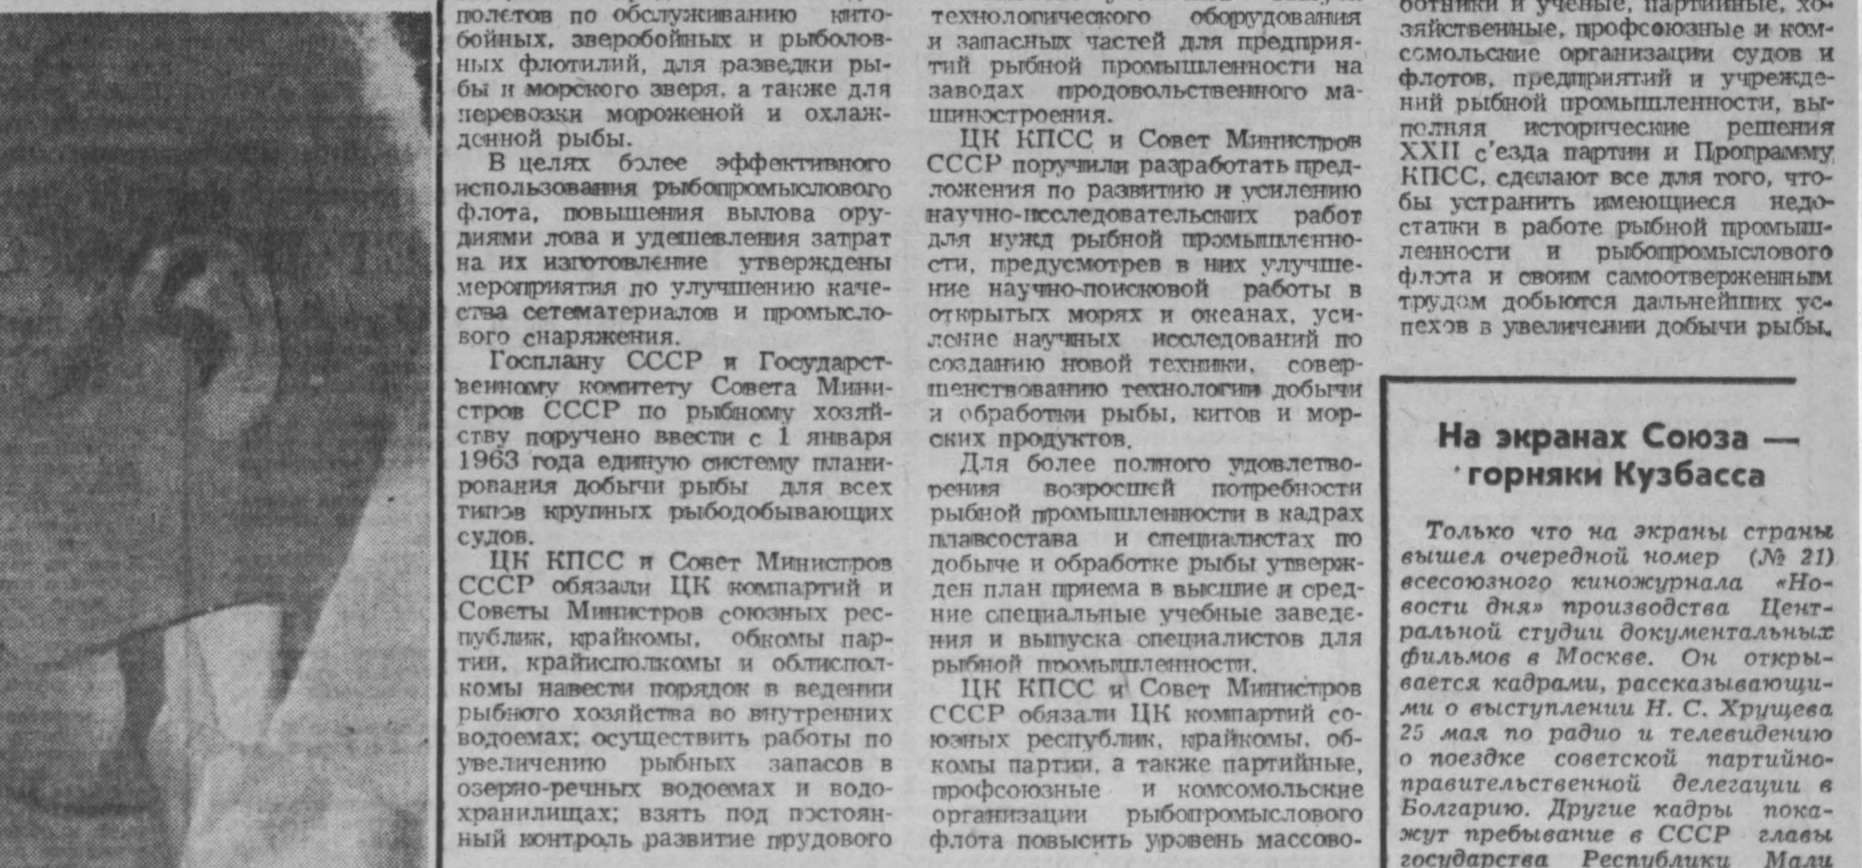 полетов по обслуживанию кито-
бойных, зверобойных и рыболов-
ных флотилий, для разведки ры-
бы и морского зверя, а также для
перевозки мороженой и охлаж-
денной рыбы.
В целях более эффективного
использования рыбопромыслового
флота, повышения вылова ору-
диями лова и удешевления затрат
на их изготовление утверждены
мероприятия по улучшению каче-
ства сетематериалов и промысло-
вого снаряжения.
Госплану СССР и Государст-
венному комитету Совета Мини-
стров СССР по рыбному хозяй-
ству поручено ввести с 1 января
1963 года единую систему плани-
рования добычи рыбы для всех
типов крупных рыбодобывающих
судов.
ЦК КПСС и Совет Министров
СССР обязали ЦК компартий и
Советы Министров союзных рес-
публик, крайкомы, обкомы пар-
тии, крайисполкомы и облиспол-
комы навести порядок в ведении
рыбного хозяйства во внутренних
водоемах; осуществить работы по
увеличению рыбных запасов в
озерно-речных водоемах и водо-
хранилищах; взять под постоян-
ный контроль развитие прудового
технологического оборудования
и запасных частей для предприя-
тий рыбной промышленности на
заводах продовольственного ма-
шиностроения.
ЦК КПСС и Совет Министров
СССР поручили разработать пред-
ложения по развитию и усилению
научно-исследовательских работ
для нужд рыбной промышленно-
сти, предусмотрев в них улучше-
ние научно-поисковой работы в
открытых морях и океанах, уси-
ление научных исследований по
созданию новой техники, совер-
шенствованию технологии добычи
и обработки рыбы, китов и мор-
ских продуктов.
Для более полного удовлетво-
рения возросшей потребности
рыбной промышленности в кадрах
плавсостава и специалистах по
добыче и обработке рыбы утверж-
ден план приема в высшие и сред-
ние специальные учебные заведе-
ния и выпуска специалистов для
рыбной промышленности.
ЦК КПСС и Совет Министров
СССР обязали ЦК компартий со-
юзных республик, крайкомы, об-
комы партии, а также партийные,
профсоюзные и комсомольские
организации рыбопромыслового
флота повысить уровень массово-
ботники и ученые, партийные, хо-
зяйственные, профсоюзные и ком-
сомольские организации судов и
флотов, предприятий и учрежде-
ний рыбной промышленности, вы-
полняя исторические решения
XXII с'езда партии и Программу
КПСС, сделают все для того, что-
бы устранить имеющиеся недо-
статки в работе рыбной промыш-
ленности и рыбопромыслового
флота и своим самоотверженным
трудом добьются дальнейших ус-
пехов в увеличении добычи рыбы.
На экранах Союза —
горняки Кузбасса
Только что на экраны страны
вышел очередной номер (№ 21)
всесоюзного киножурнала «Но-
вости дня» производства Цент-
ральной студии документальных
фильмов в Москве. Он откры-
вается кадрами, рассказывающи-
ми о выступлении Н. С. Хрущева
25 мая по радио и телевидению
о поездке советской партийно-
правительственной делегации в
Болгарию. Другие кадры пока-
жут пребывание в СССР главы
государства Республики Мали